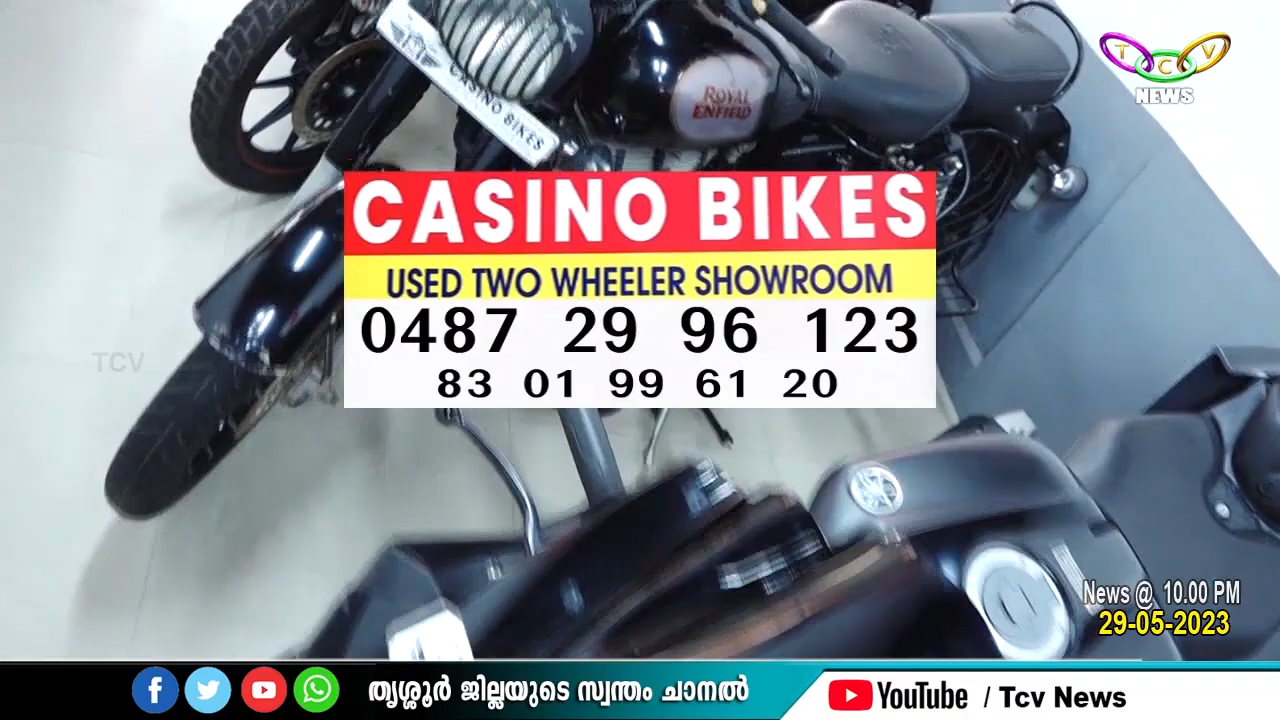 T C V
NEWS
ROYAL
ENFIELD
CASINO BIKES
CASINO BIKES
USED TWO WHEELER SHOWROOM
0487 29 96 123
83 01 99 61 20
TCV
News @ 10.00 PM
29-05-2023
തൃശ്ശൂർ ജില്ലയുടെ സ്വന്തം ചാനൽ
YouTube / Tcv News